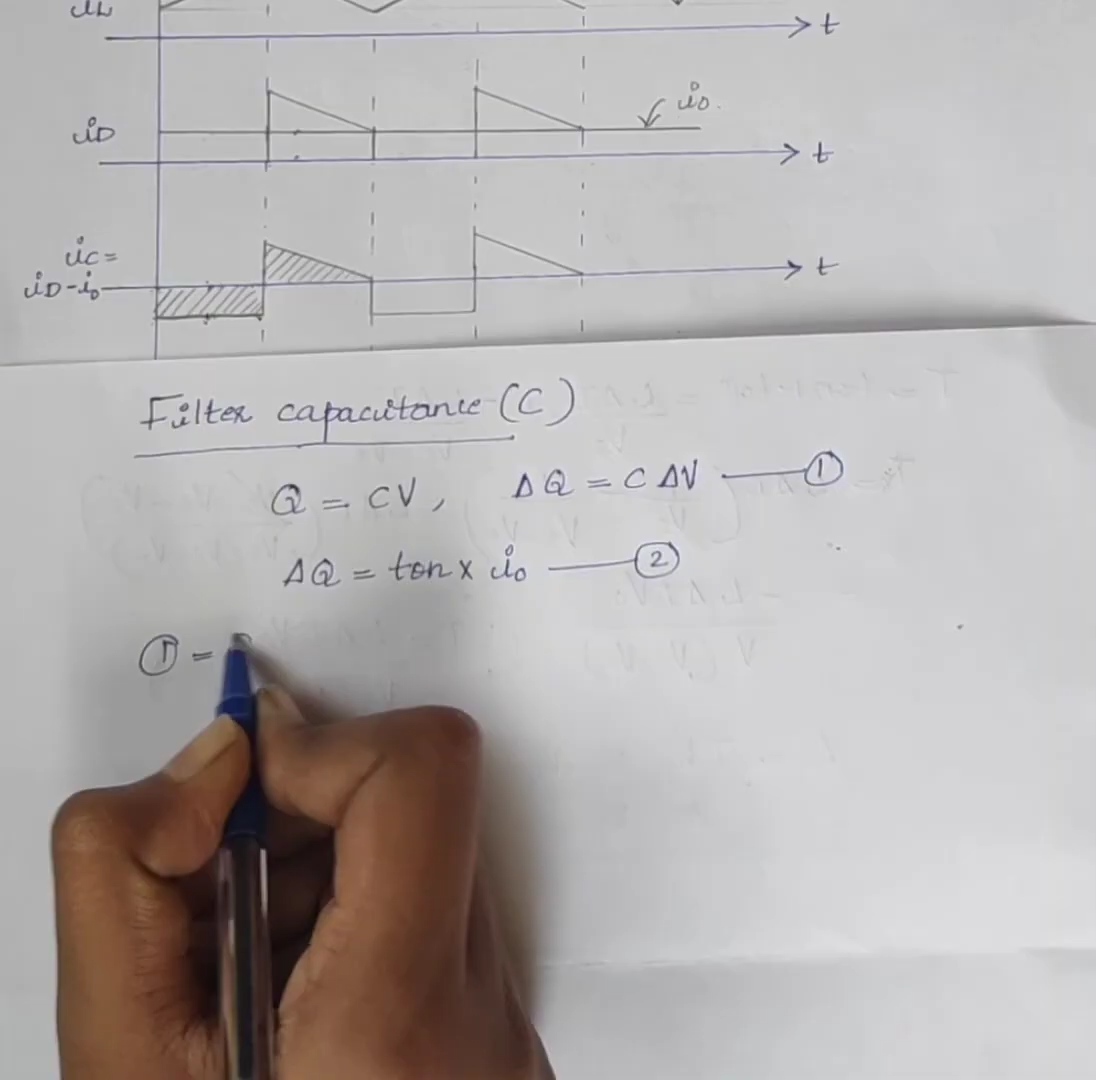 iL
t
iD
io.
t
iC =
iD-io
t
Filter capacitance (C)
Q = CV, ΔQ = C ΔV —— ①
ΔQ = ton x io —— ②
① =